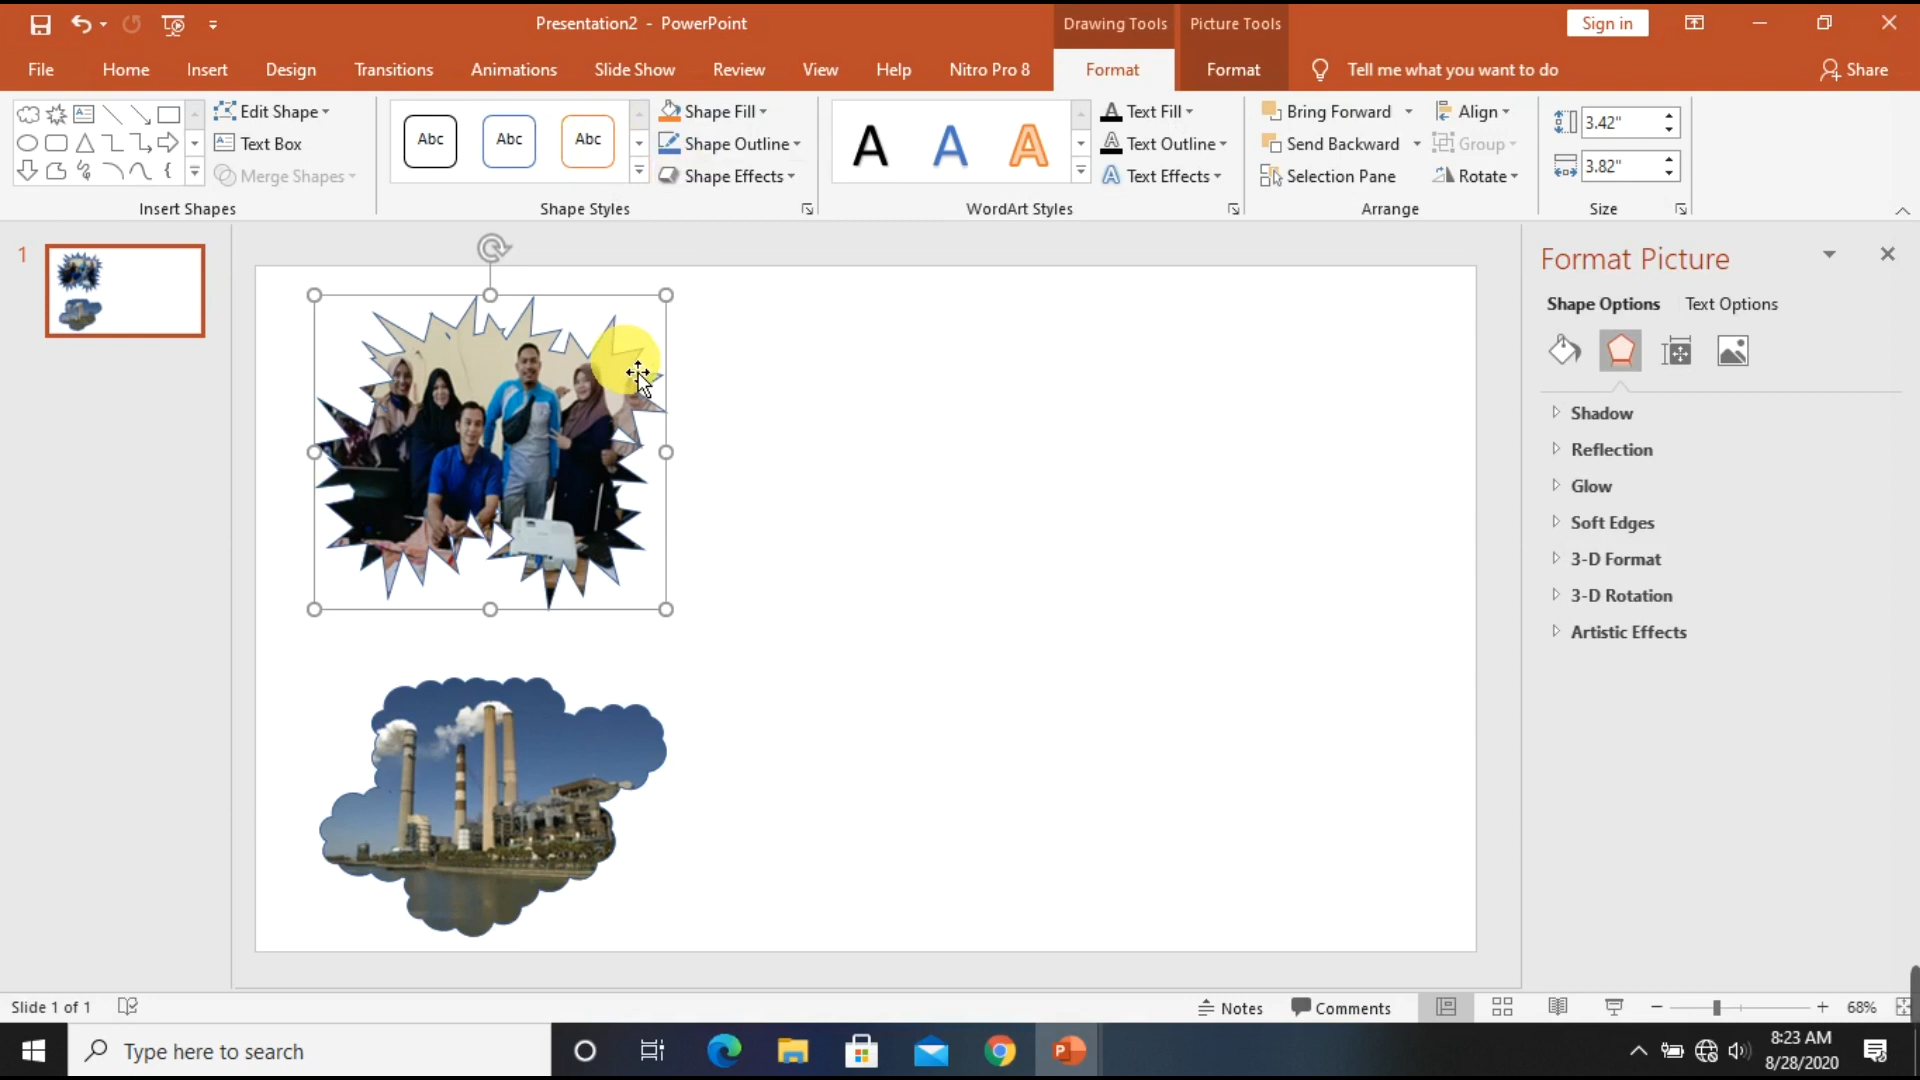 Presentation2 - PowerPoint
Drawing Tools
Picture Tools
Sign in
File
Home
Insert
Design
Transitions
Animations
Slide Show
Review
View
Help
Nitro Pro 8
Format
Format
Tell me what you want to do
Share
Edit Shape
Text Box
Merge Shapes
Insert Shapes
Abc
Abc
Abc
Shape Fill
Shape Outline
Shape Effects
Shape Styles
A
A
A
Text Fill
Text Outline
Text Effects
WordArt Styles
Bring Forward
Send Backward
Selection Pane
Align
Group
Rotate
Arrange
3.42"
3.82"
Size
1
Format Picture
Shape Options
Text Options
Shadow
Reflection
Glow
Soft Edges
3-D Format
3-D Rotation
Artistic Effects
Slide 1 of 1
Notes
Comments
68%
Type here to search
8:23 AM
8/28/2020